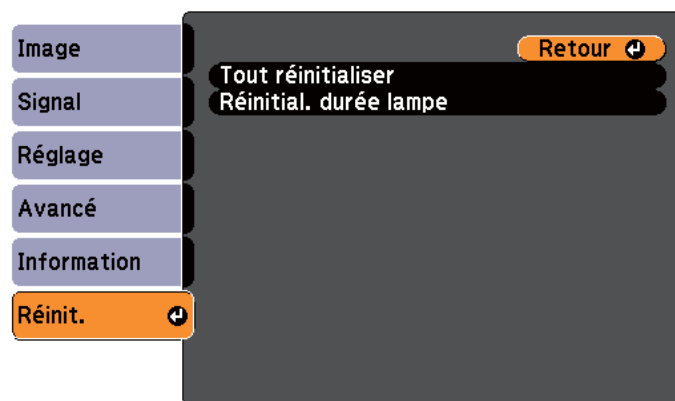 Image
Signal
Réglage
Avancé
Information
Réinit.
Retour
Tout réinitialiser
Réinitial. durée lampe